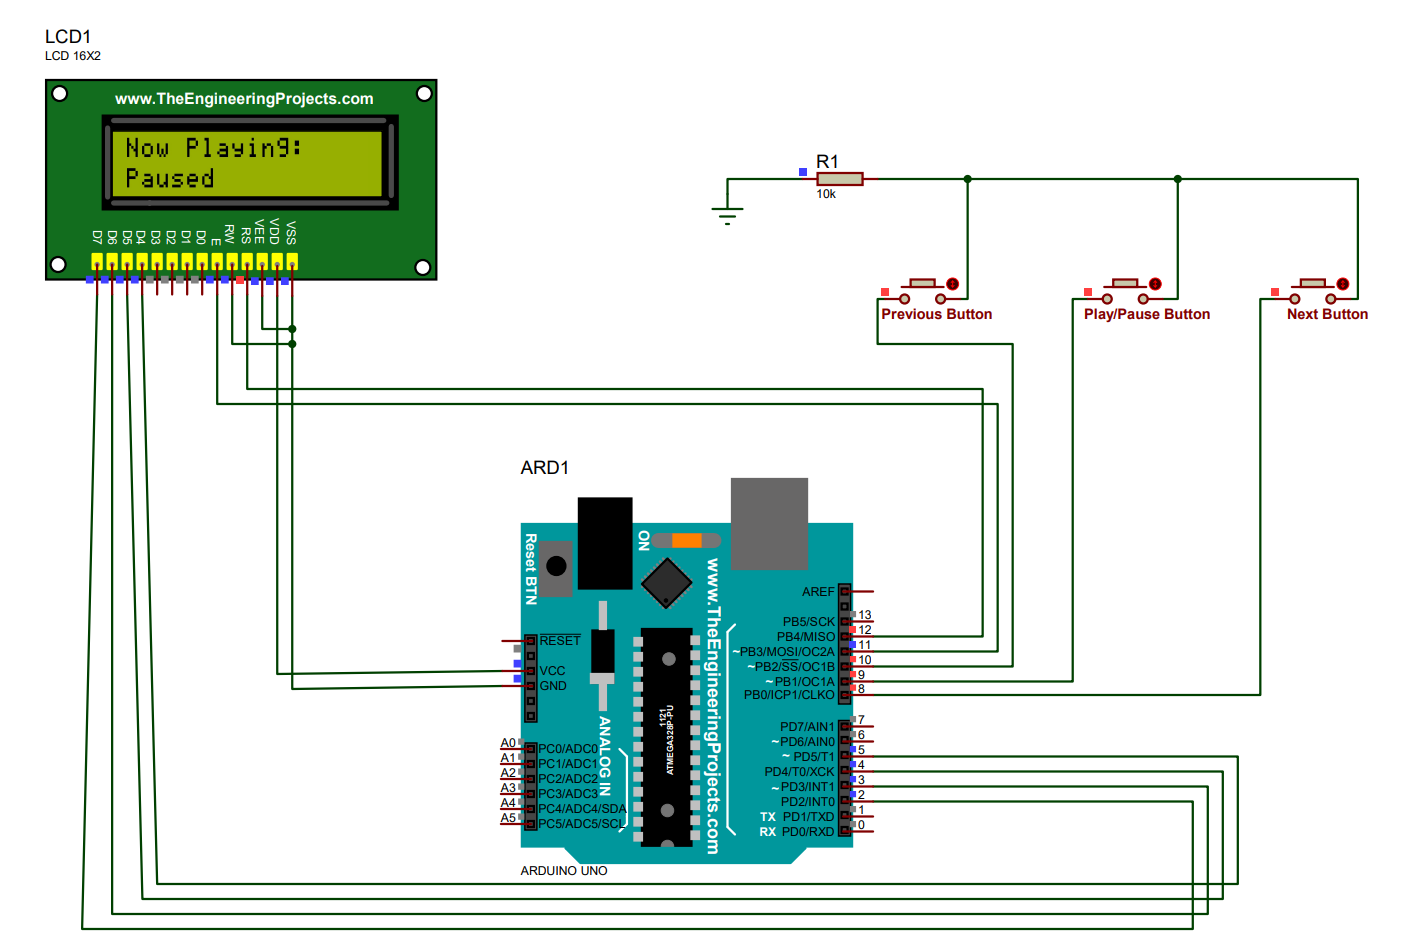 LCD1
LCD 16X2
www.TheEngineeringProjects.com
Now Playing:
Paused
D7 D6 D5 D4 D3 D2 D1 D0 E RW RS VEE VDD VSS
R1
10k
Previous Button
Play/Pause Button
Next Button
ARD1
Reset BTN
ON
www.TheEngineeringProjects.com
RESET
VCC
GND
ANALOG IN
1121
ATMEGA328P-PU
AREF
PB5/SCK 13
PB4/MISO 12
~PB3/MOSI/OC2A 11
~PB2/SS/OC1B 10
~PB1/OC1A 9
PB0/ICP1/CLKO 8
PD7/AIN1 7
~PD6/AIN0 6
~PD5/T1 5
PD4/T0/XCK 4
~PD3/INT1 3
PD2/INT0 2
TX PD1/TXD 1
RX PD0/RXD 0
A0 PC0/ADC0
A1 PC1/ADC1
A2 PC2/ADC2
A3 PC3/ADC3
A4 PC4/ADC4/SDA
A5 PC5/ADC5/SCL
ARDUINO UNO